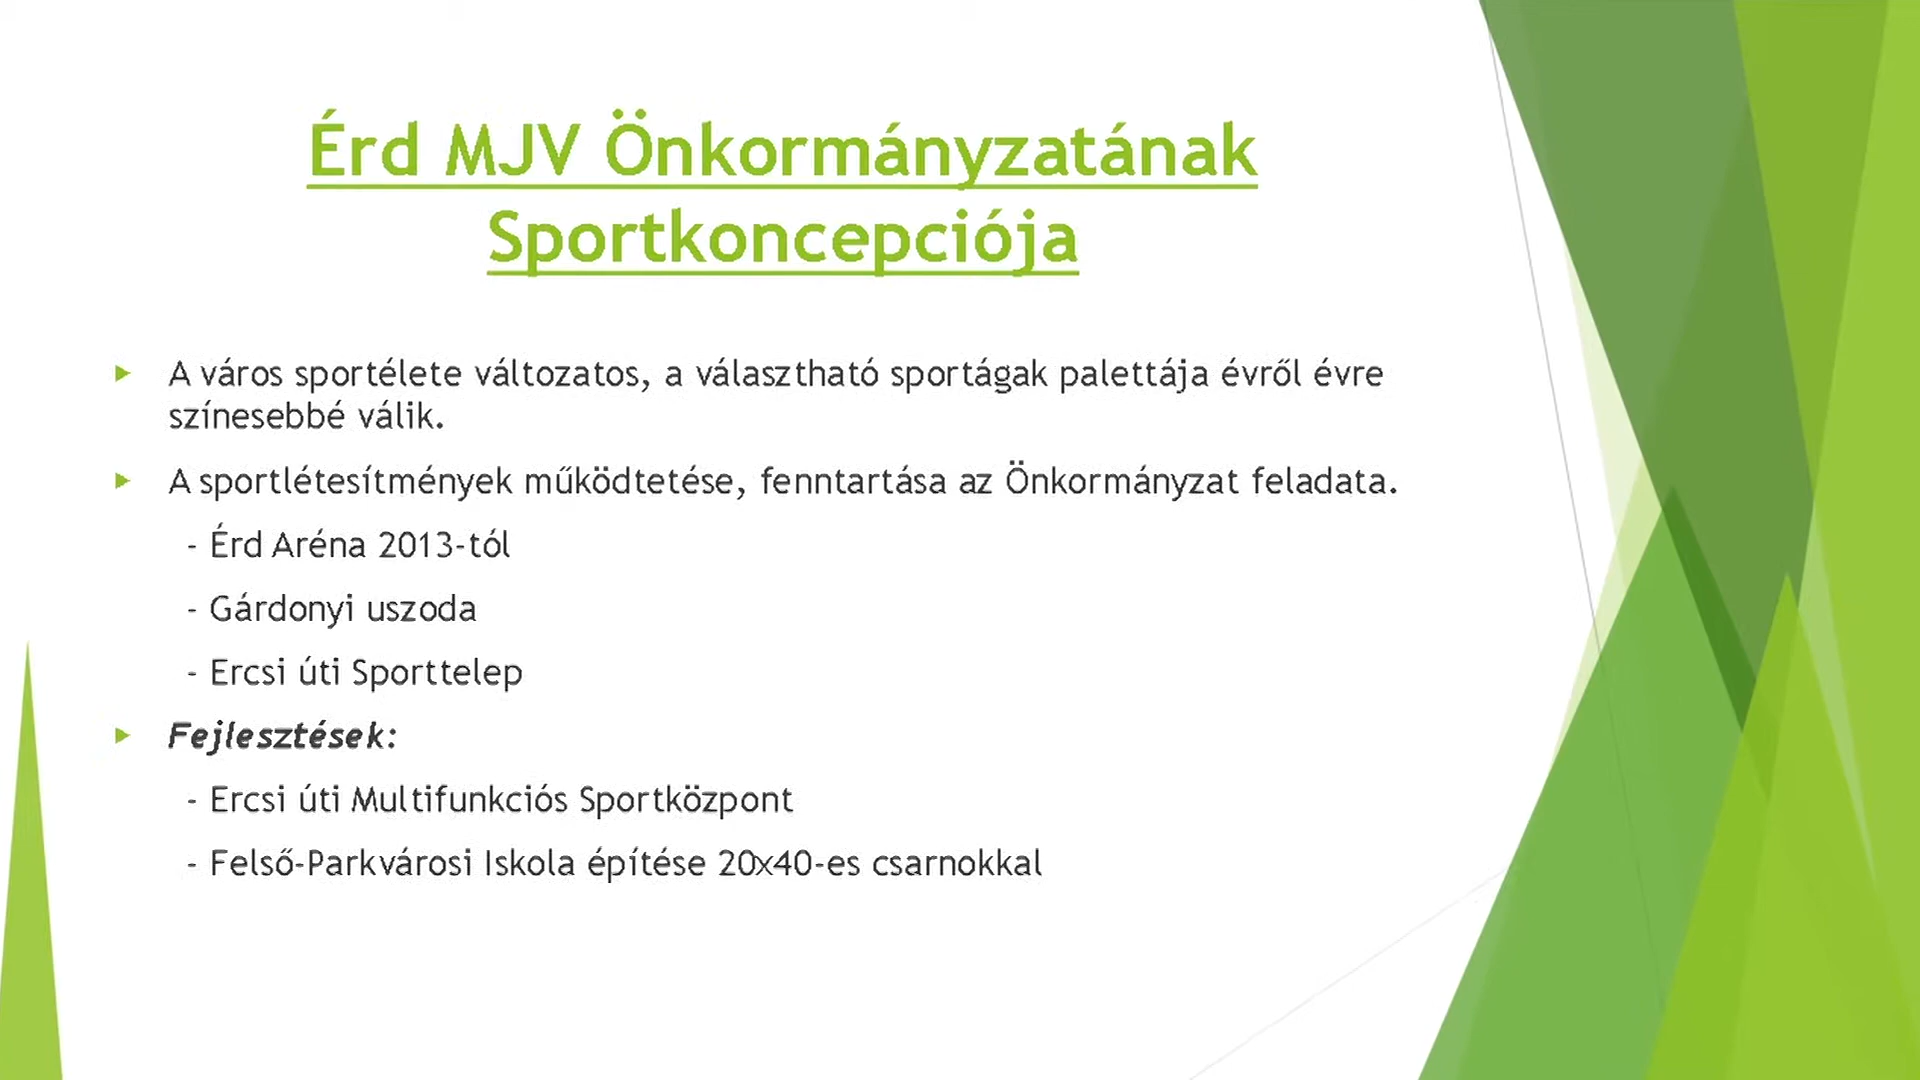 Érd MJV Önkormányzatának
Sportkoncepciója
A város sportélete változatos, a választható sportágak palettája évről évre
színesebbé válik.
A sportlétesítmények működtetése, fenntartása az Önkormányzat feladata.
- Érd Aréna 2013-tól
- Gárdonyi uszoda
- Ercsi úti Sporttelep
Fejlesztések:
- Ercsi úti Multifunkciós Sportközpont
- Felső-Parkvárosi Iskola építése 20x40-es csarnokkal